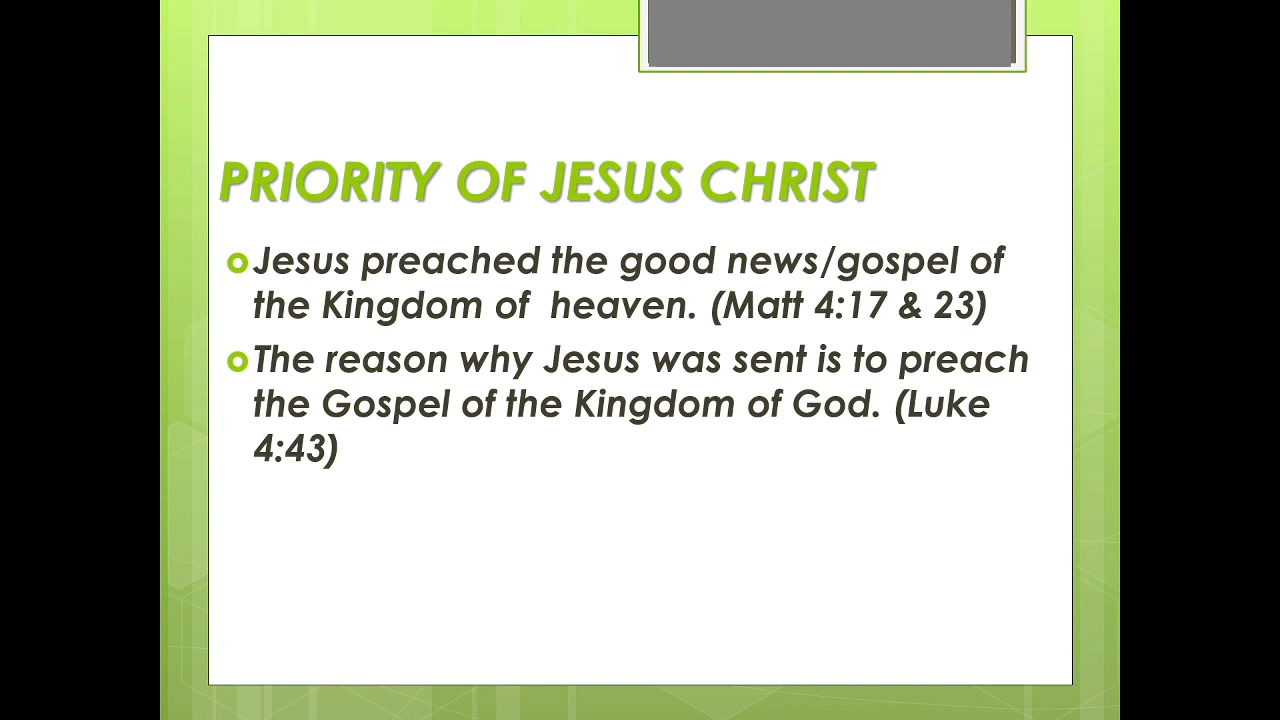 PRIORITY OF JESUS CHRIST
Jesus preached the good news/gospel of
the Kingdom of  heaven. (Matt 4:17 & 23)
The reason why Jesus was sent is to preach
the Gospel of the Kingdom of God. (Luke
4:43)